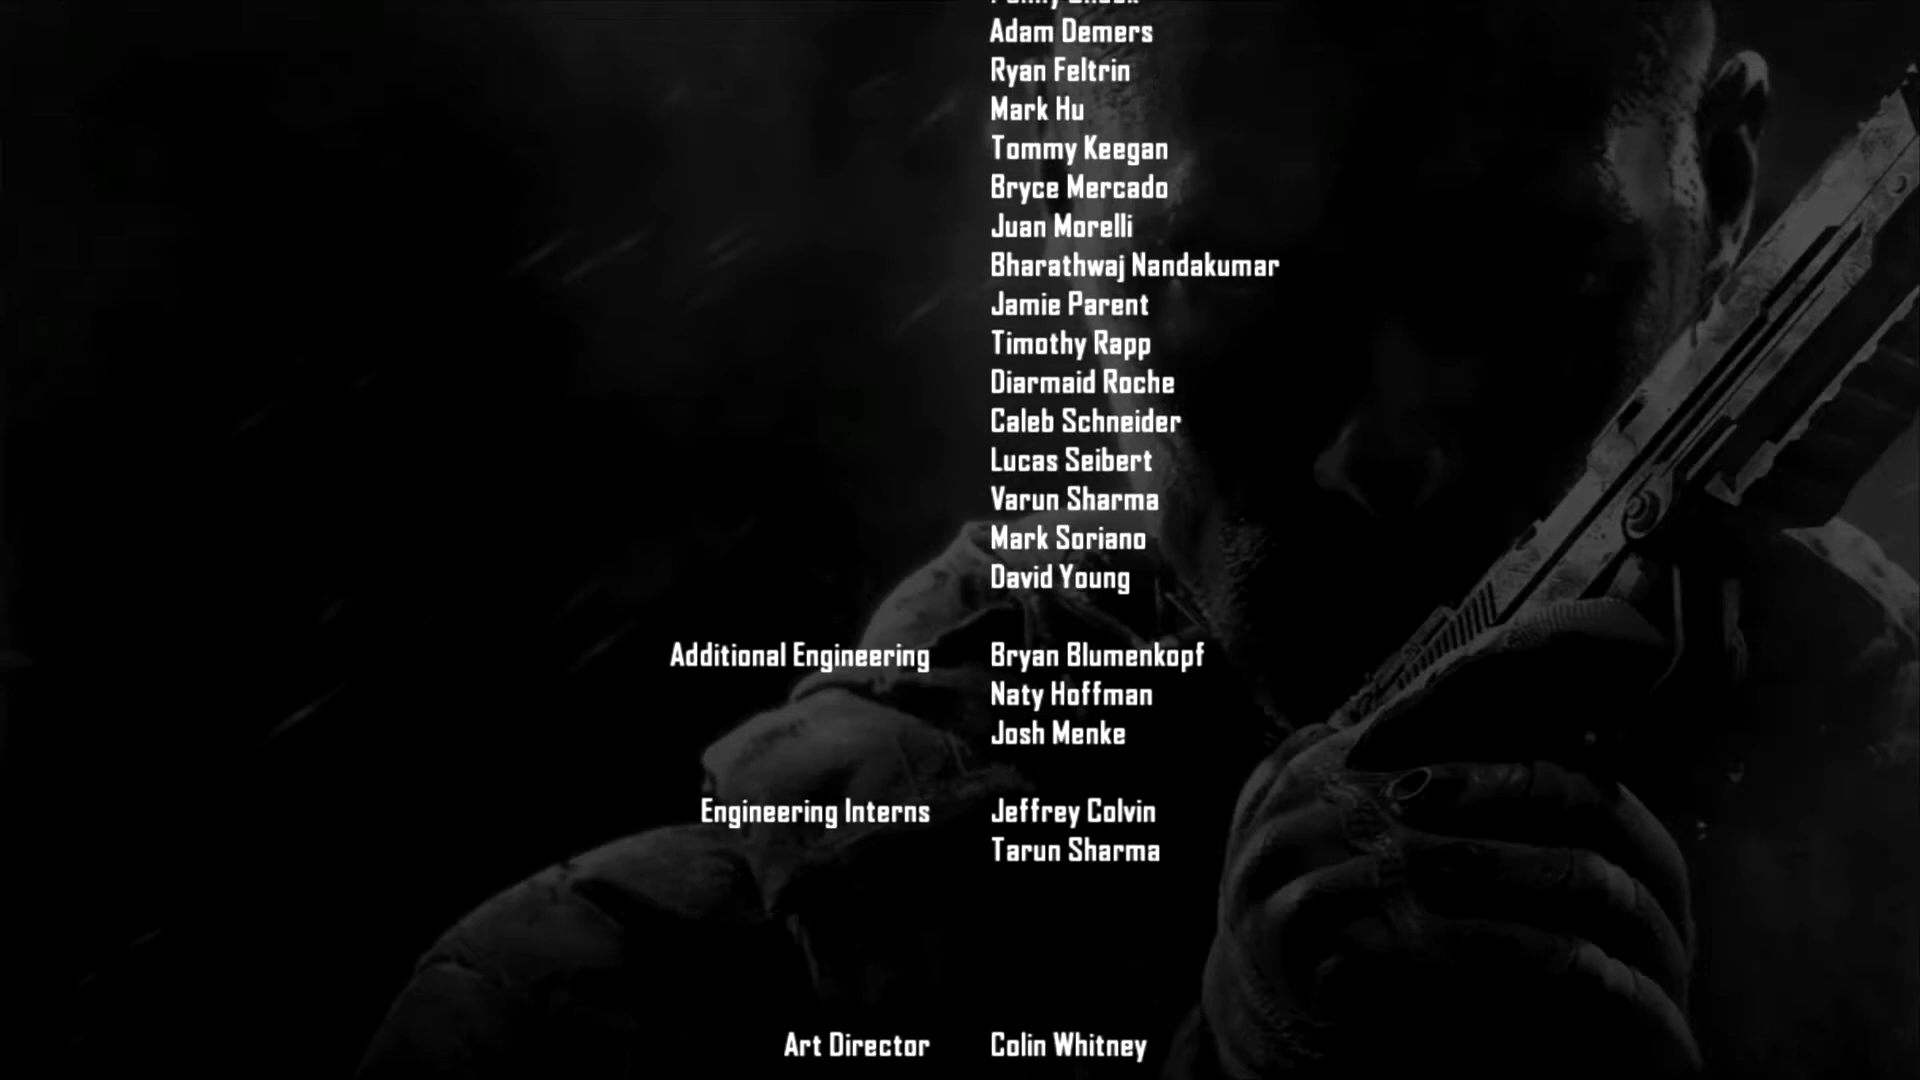 Adam Demers
Ryan Feltrin
Mark Hu
Tommy Keegan
Bryce Mercado
Juan Morelli
Bharathwaj Nandakumar
Jamie Parent
Timothy Rapp
Diarmaid Roche
Caleb Schneider
Lucas Seibert
Varun Sharma
Mark Soriano
David Young
Additional Engineering Bryan Blumenkopf
Naty Hoffman
Josh Menke
Engineering Interns Jeffrey Colvin
Tarun Sharma
Art Director Colin Whitney